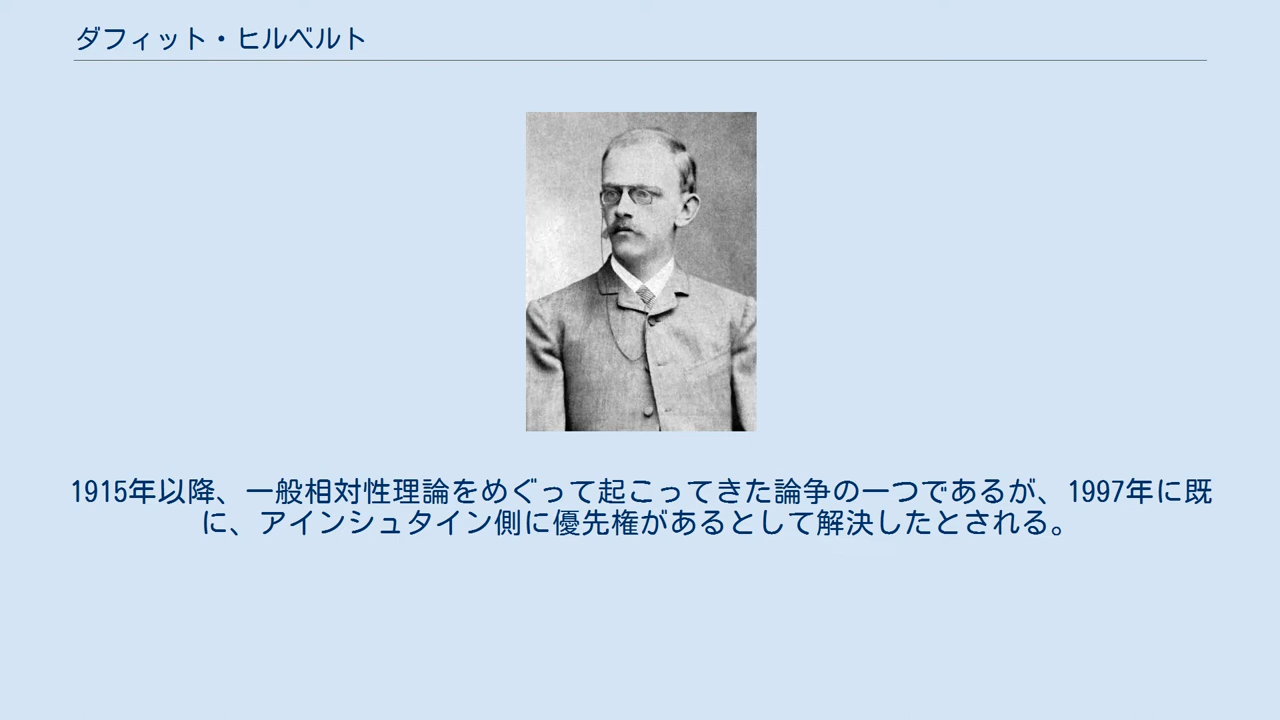 ダフィット・ヒルベルト
1915年以降、一般相対性理論をめぐって起こってきた論争の一つであるが、1997年に既
に、アインシュタイン側に優先権があるとして解決したとされる。